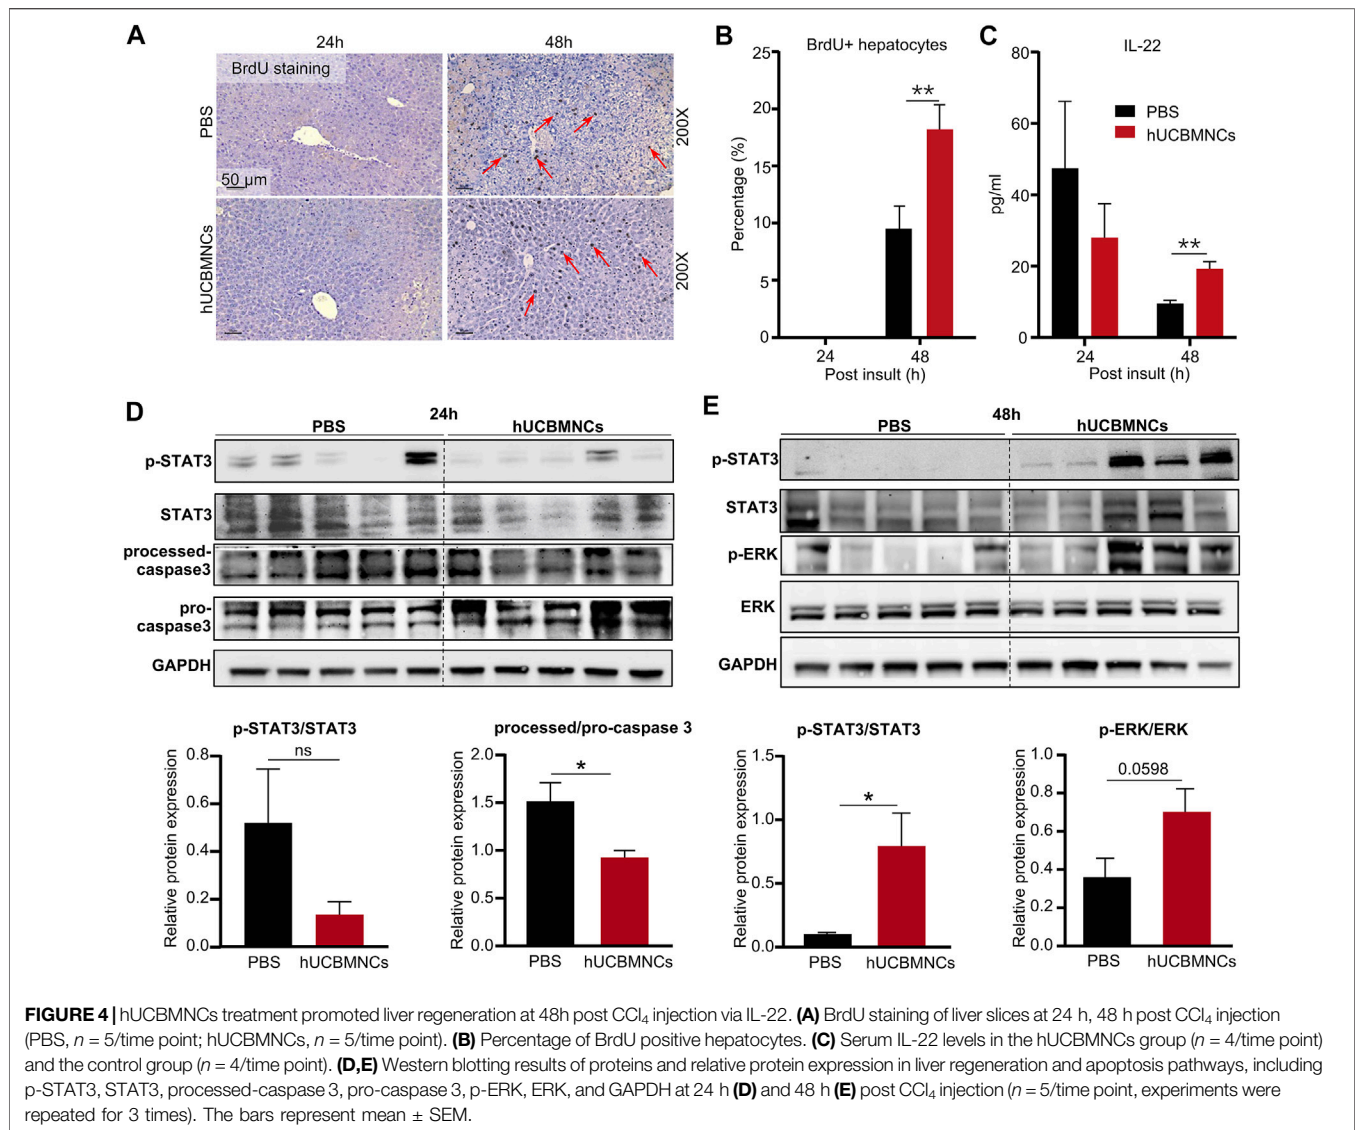 A
24h
48h
BrdU staining
PBS
200X
50 µm
hUCBMNCs
200X
B
BrdU+ hepatocytes
25
20
15
10
5
0
Percentage (%)
**
24
48
Post insult (h)
C
IL-22
80
60
40
20
0
pg/ml
PBS
hUCBMNCs
**
24
48
Post insult (h)
D
24h
PBS
hUCBMNCs
p-STAT3
STAT3
processed-
caspase3
pro-
caspase3
GAPDH
E
48h
PBS
hUCBMNCs
p-STAT3
STAT3
p-ERK
ERK
GAPDH
p-STAT3/STAT3
Relative protein expression
0.8
0.6
0.4
0.2
0.0
ns
PBS
hUCBMNCs
processed/pro-caspase 3
Relative protein expression
2.0
1.5
1.0
0.5
0.0
*
PBS
hUCBMNCs
p-STAT3/STAT3
Relative protein expression
1.5
1.0
0.5
0.0
*
PBS
hUCBMNCs
p-ERK/ERK
Relative protein expression
1.0
0.8
0.6
0.4
0.2
0.0
0.0598
PBS
hUCBMNCs
FIGURE 4 | hUCBMNCs treatment promoted liver regeneration at 48h post CCl₄ injection via IL-22. (A) BrdU staining of liver slices at 24 h, 48 h post CCl₄ injection
(PBS, n = 5/time point; hUCBMNCs, n = 5/time point). (B) Percentage of BrdU positive hepatocytes. (C) Serum IL-22 levels in the hUCBMNCs group (n = 4/time point)
and the control group (n = 4/time point). (D,E) Western blotting results of proteins and relative protein expression in liver regeneration and apoptosis pathways, including
p-STAT3, STAT3, processed-caspase 3, pro-caspase 3, p-ERK, ERK, and GAPDH at 24 h (D) and 48 h (E) post CCl₄ injection (n = 5/time point, experiments were
repeated for 3 times). The bars represent mean ± SEM.